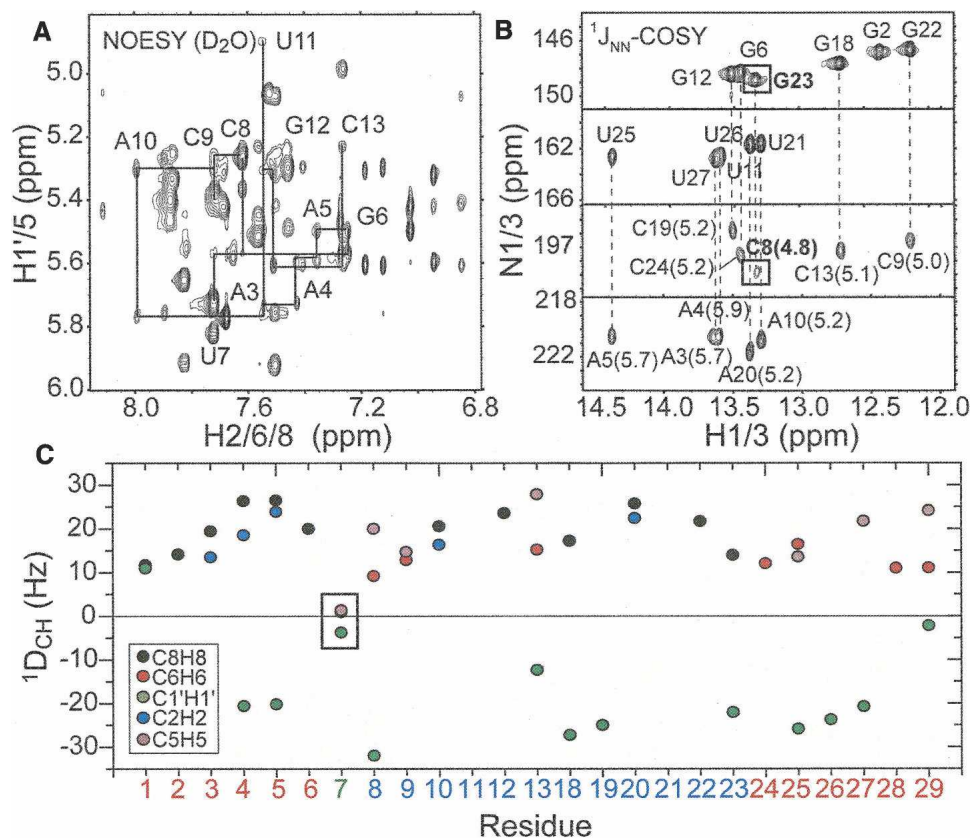 A
NOESY (D₂O)
U11
A10
C9
C8
G12
C13
A5
G6
A3
A4
U7
5.0
5.2
5.4
5.6
5.8
6.0
H1'/5 (ppm)
8.0
7.6
7.2
6.8
H2/6/8 (ppm)
B
¹JNN-COSY
G6
G18
G2
G22
G12
G23
U25
U26
U21
U27
U11
C19(5.2)
C8(4.8)
C24(5.2)
C13(5.1)
C9(5.0)
A4(5.9)
A10(5.2)
A5(5.7)
A3(5.7)
A20(5.2)
146
150
162
166
197
218
222
N1/3 (ppm)
14.5
14.0
13.5
13.0
12.5
12.0
H1/3 (ppm)
C
¹DCH (Hz)
30
20
10
0
-10
-20
-30
C8H8
C6H6
C1'H1'
C2H2
C5H5
1 2 3 4 5 6 7 8 9 10 11 12 13 18 19 20 21 22 23 24 25 26 27 28 29
Residue